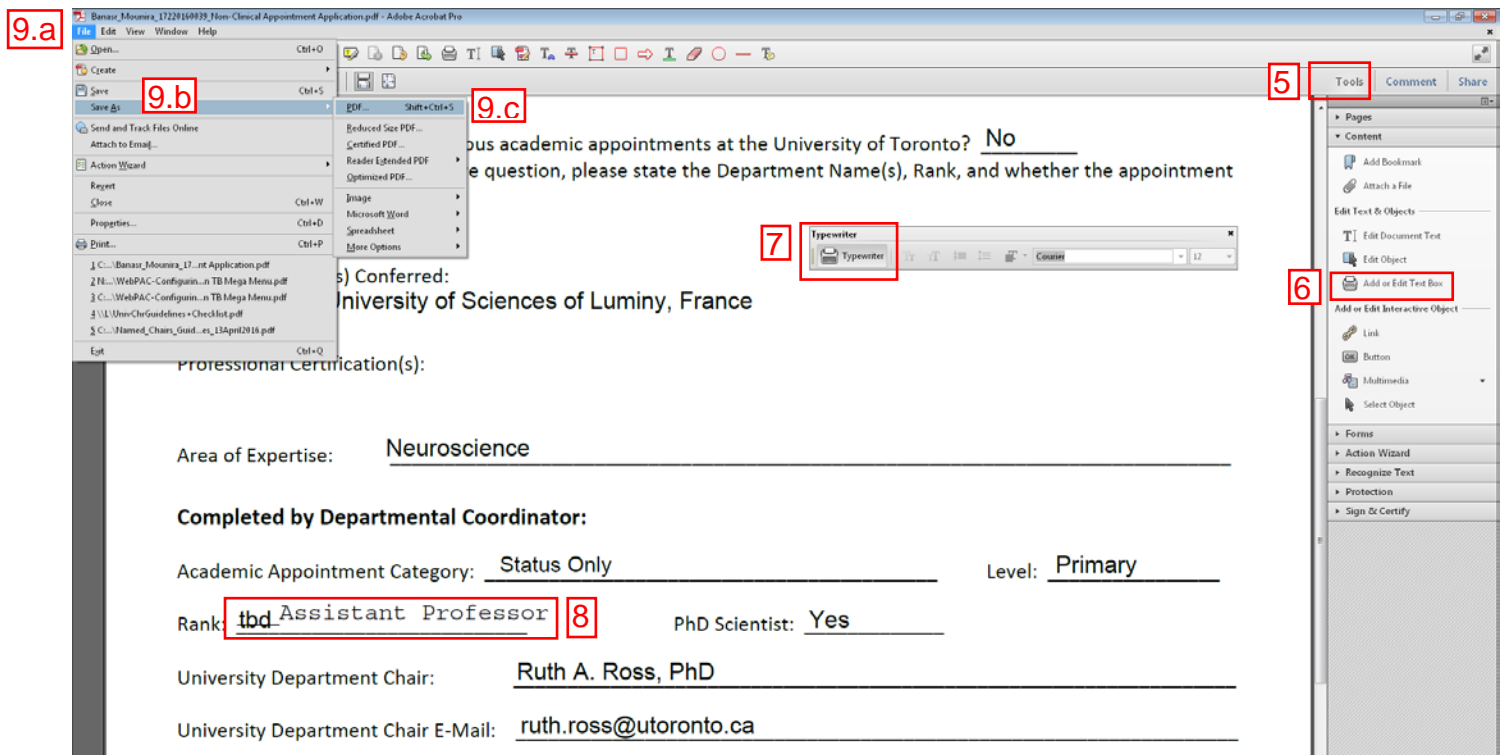 Banasr_Mounira_17220160039_Non-Clinical Appointment Application.pdf - Adobe Acrobat Pro
9.a
File Edit View Window Help
Open... Ctrl+O
Create
Save Ctrl+S
9.b
Save As
Send and Track Files Online
Attach to Email...
Action Wizard
Revert
Close Ctrl+W
Properties... Ctrl+D
Print... Ctrl+P
1 C:...\Banasr_Mounira_17...nt Application.pdf
2 N:...\WebPAC-Configurin...n TB Mega Menu.pdf
3 C:...\WebPAC-Configurin...n TB Mega Menu.pdf
4 \\L\UnivChrGuidelines+Checklist.pdf
5 C:...\Named_Chairs_Guid...es_13April2016.pdf
Exit Ctrl+Q
PDF... Shift+Ctrl+S
9.c
Reduced Size PDF...
Certified PDF...
Reader Extended PDF
Optimized PDF...
Image
Microsoft Word
Spreadsheet
More Options
5
Tools Comment Share
ous academic appointments at the University of Toronto? No
e question, please state the Department Name(s), Rank, and whether the appointment
7
Typewriter
Typewriter Courier 12
s) Conferred:
University of Sciences of Luminy, France
Professional Certification(s):
Area of Expertise: Neuroscience
Completed by Departmental Coordinator:
Academic Appointment Category: Status Only Level: Primary
Rank: tbd Assistant Professor 8 PhD Scientist: Yes
University Department Chair: Ruth A. Ross, PhD
University Department Chair E-Mail: ruth.ross@utoronto.ca
Pages
Content
Add Bookmark
Attach a File
Edit Text & Objects
Edit Document Text
Edit Object
6
Add or Edit Text Box
Add or Edit Interactive Object
Link
OK Button
Multimedia
Select Object
Forms
Action Wizard
Recognize Text
Protection
Sign & Certify